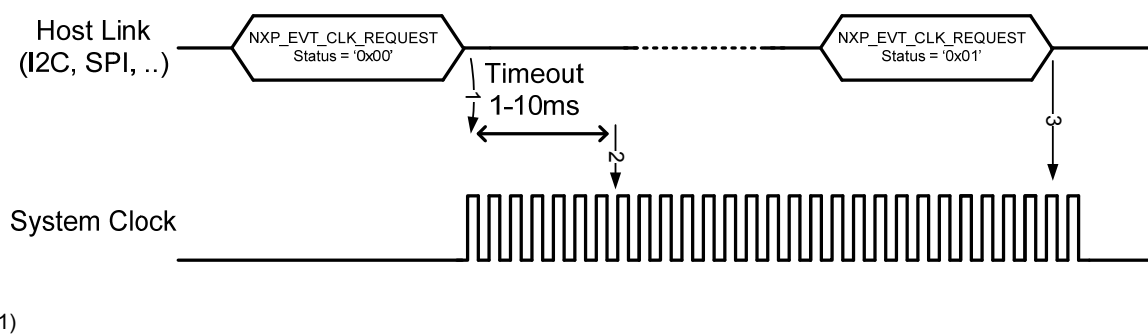 Host Link
(I2C, SPI, ..)
NXP_EVT_CLK_REQUEST
Status = '0x00'
NXP_EVT_CLK_REQUEST
Status = '0x01'
Timeout
1-10ms
1
2
3
System Clock
1)